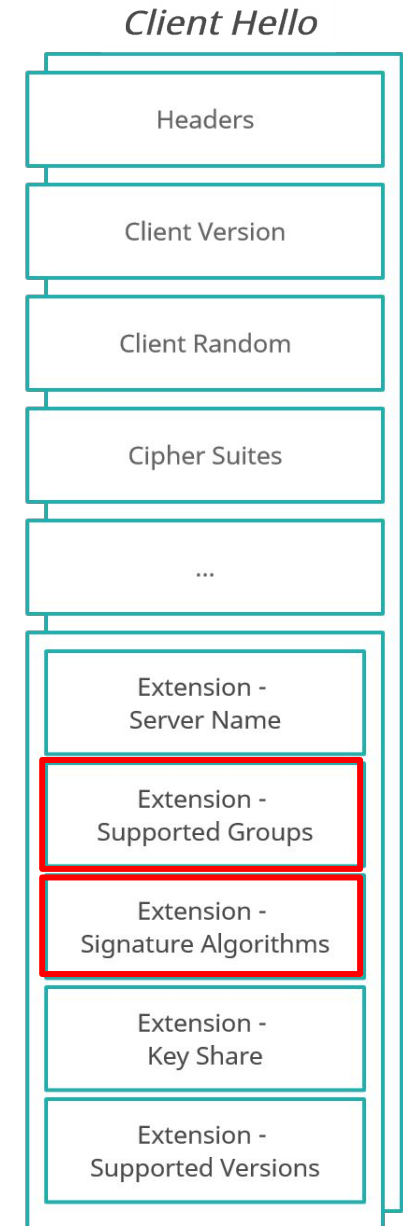 Client Hello
Headers
Client Version
Client Random
Cipher Suites
...
Extension -
Server Name
Extension -
Supported Groups
Extension -
Signature Algorithms
Extension -
Key Share
Extension -
Supported Versions